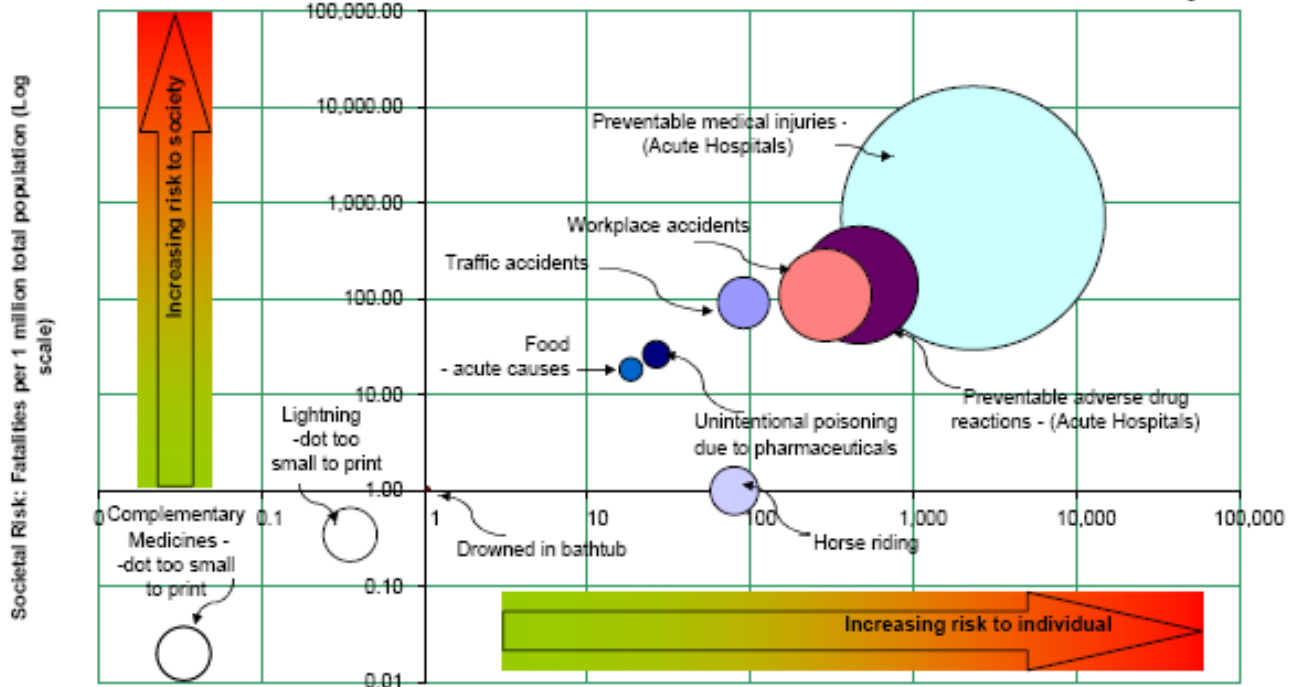 Societal Risk: Fatalities per 1 million total population (Log
scale)
Increasing risk to society
100,000.00
10,000.00
1,000.00
100.00
10.00
1.00
0.10
0.01
0
0.1
1
10
100
1,000
10,000
100,000
Preventable medical injuries -
(Acute Hospitals)
Workplace accidents
Traffic accidents
Food
- acute causes
Preventable adverse drug
reactions - (Acute Hospitals)
Unintentional poisoning
due to pharmaceuticals
Lightning
-dot too
small to print
Complementary
Medicines -
-dot too small
to print
Drowned in bathtub
Horse riding
Increasing risk to individual